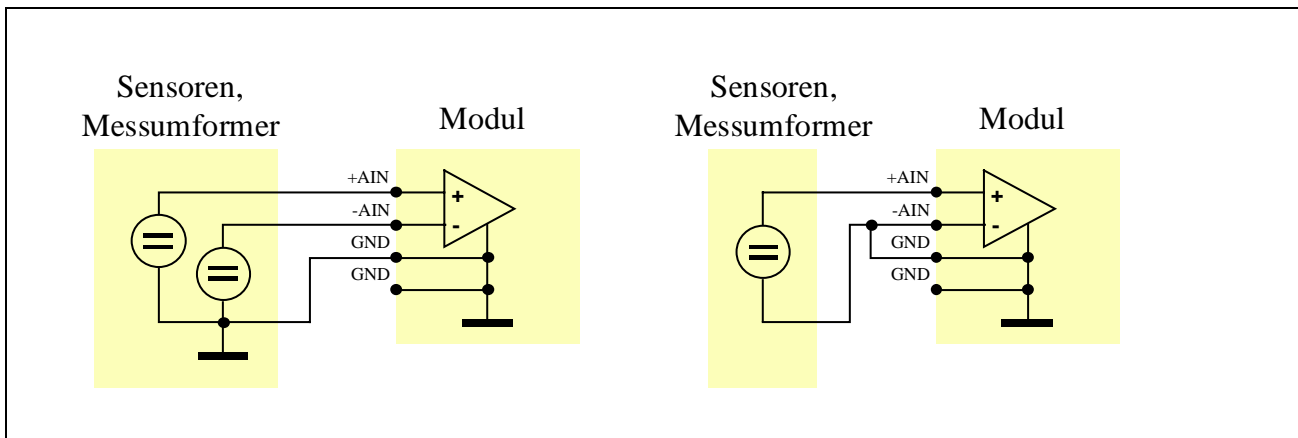 Sensoren,
Messumformer
Modul
+AIN
-AIN
GND
GND
+
-
Sensoren,
Messumformer
Modul
+AIN
-AIN
GND
GND
+
-